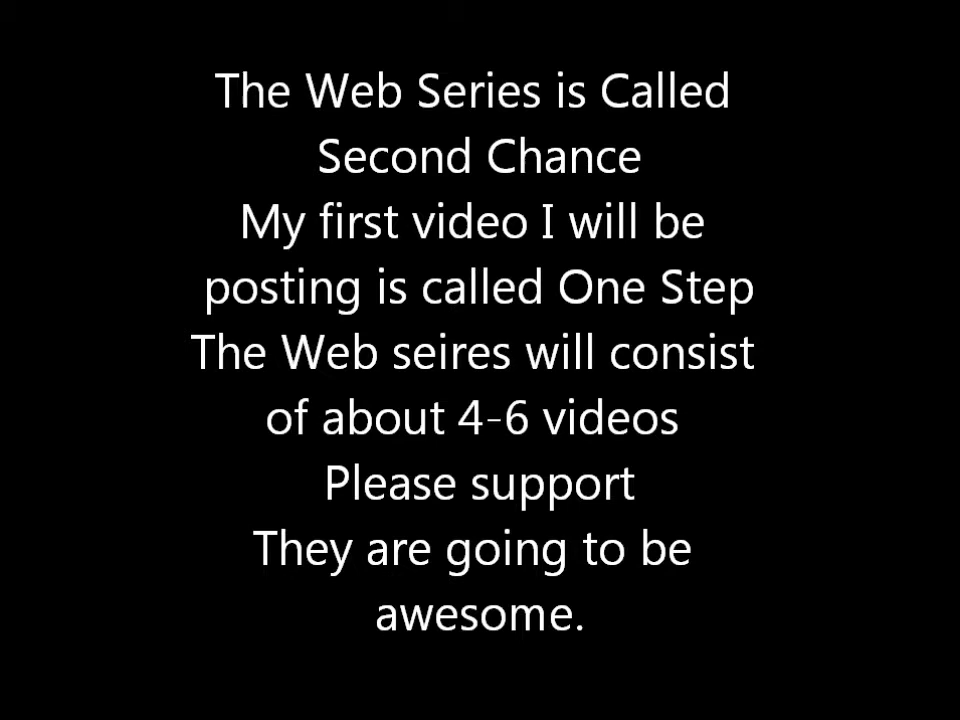 The Web Series is Called
Second Chance
My first video I will be
posting is called One Step
The Web seires will consist
of about 4-6 videos
Please support
They are going to be
awesome.